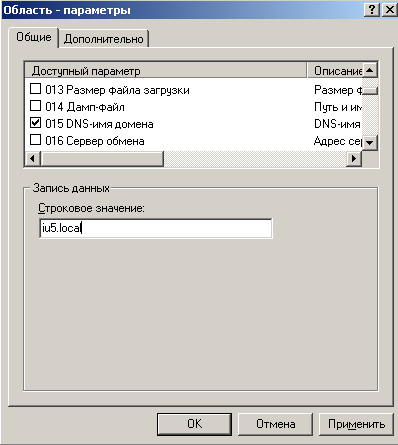 Область - параметры
Общие Дополнительно
Доступный параметр Описание
013 Размер файла загрузки Размер ф
014 Дамп-файл Путь и им
015 DNS-имя домена DNS-имя
016 Сервер обмена Адрес сер
Запись данных
Строковое значение:
iu5.local
OK Отмена Применить